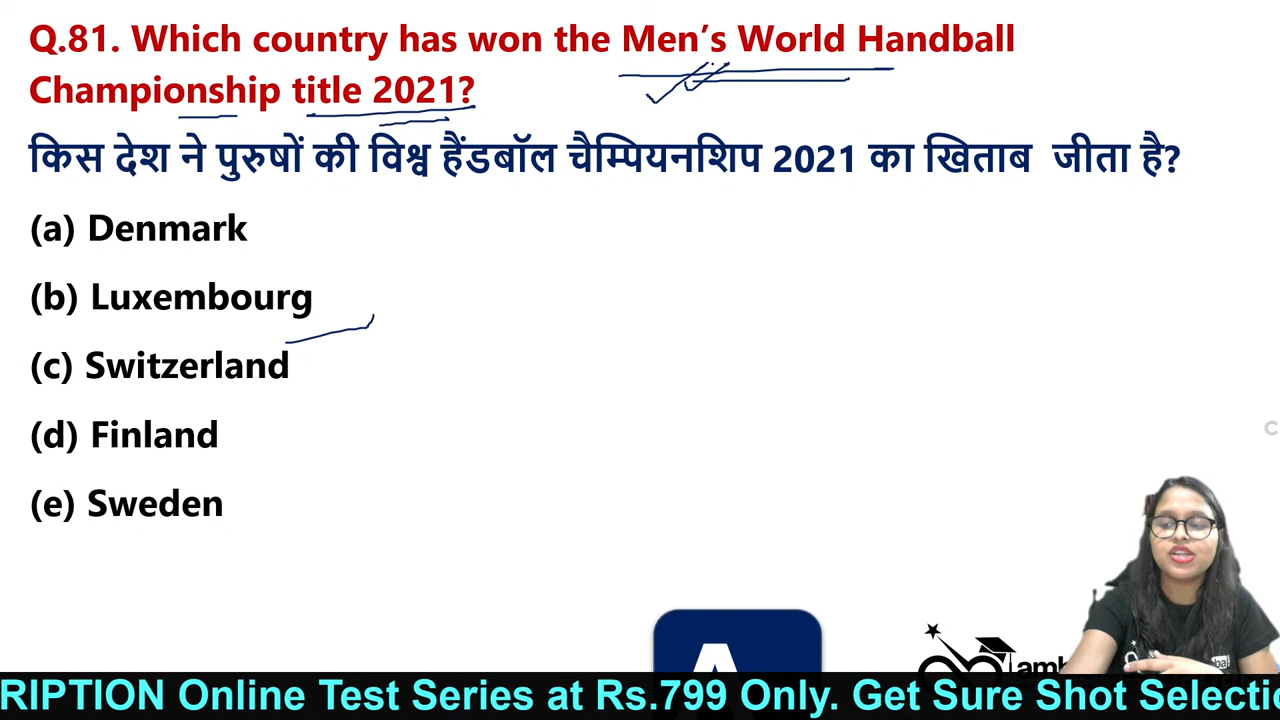 Q.81. Which country has won the Men’s World Handball
Championship title 2021?
किस देश ने पुरुषों की विश्व हैंडबॉल चैम्पियनशिप 2021 का खिताब जीता है?
(a) Denmark
(b) Luxembourg
(c) Switzerland
(d) Finland
(e) Sweden
A
RIPTION Online Test Series at Rs.799 Only. Get Sure Shot Selecti